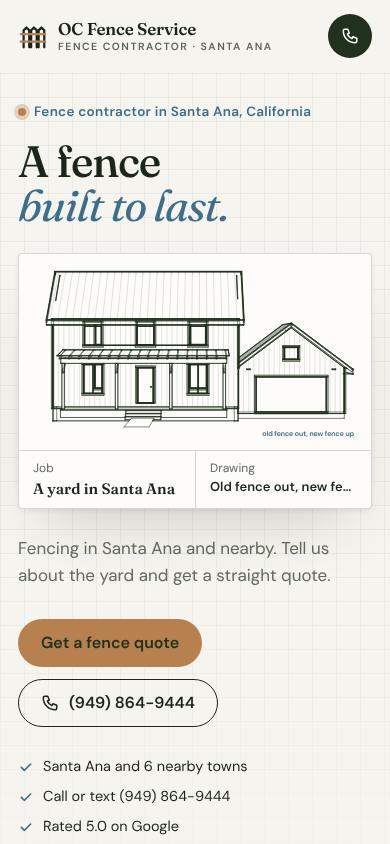 OC Fence Service
FENCE CONTRACTOR · SANTA ANA
Fence contractor in Santa Ana, California
A fence
built to last.
old fence out, new fence up
Job
A yard in Santa Ana
Drawing
Old fence out, new fe...
Fencing in Santa Ana and nearby. Tell us
about the yard and get a straight quote.
Get a fence quote
(949) 864-9444
Santa Ana and 6 nearby towns
Call or text (949) 864-9444
Rated 5.0 on Google